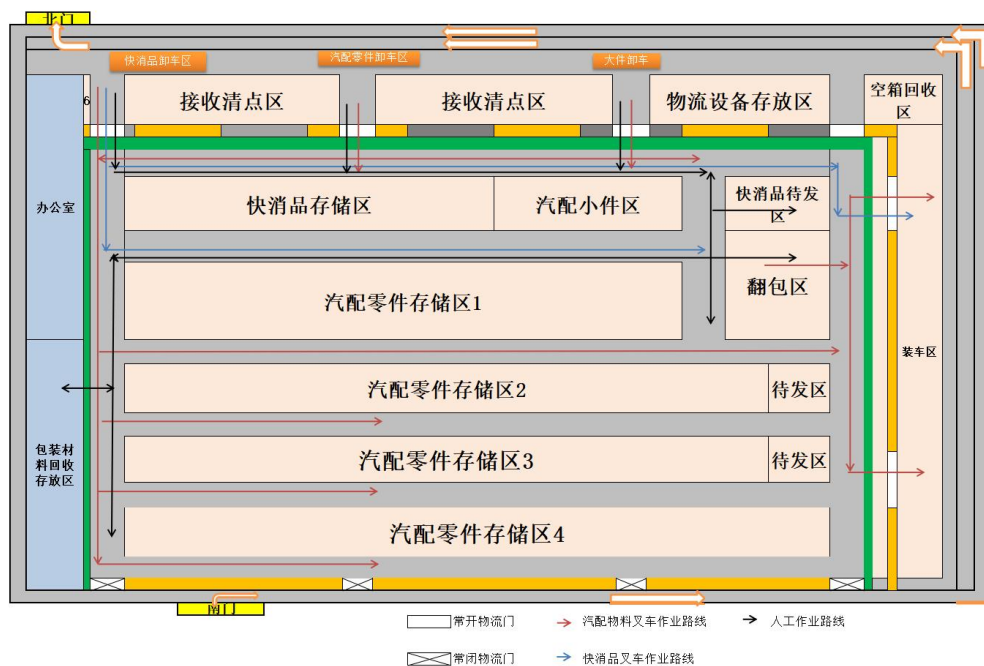 北门
快消品卸车区
汽配零件卸车区
大件卸车
6
接收清点区
接收清点区
物流设备存放区
空箱回收
区
办公室
快消品存储区
汽配小件区
快消品待发
区
汽配零件存储区1
翻包区
装车区
汽配零件存储区2
待发区
包装材
料回收
存放区
汽配零件存储区3
待发区
汽配零件存储区4
南门
常开物流门
汽配物料叉车作业路线
人工作业路线
常闭物流门
快消品叉车作业路线